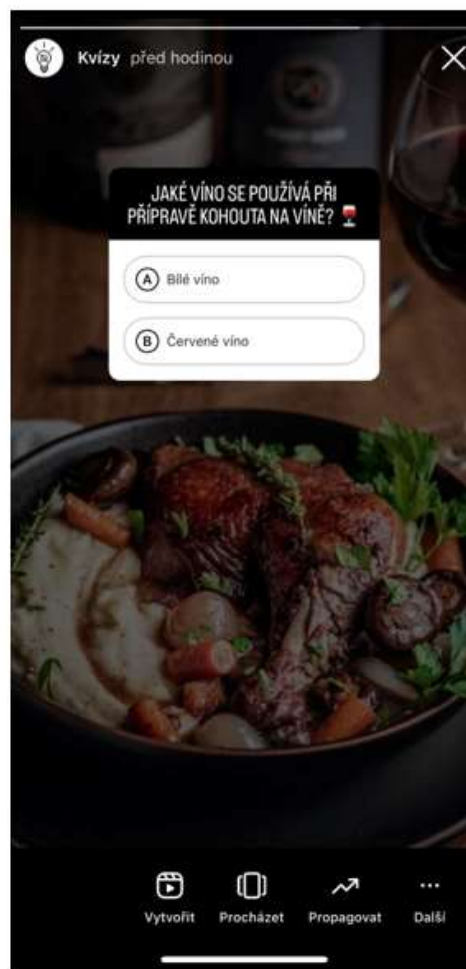 Kvízy před hodinou
JAKÉ VÍNO SE POUŽÍVÁ PŘI
PŘÍPRAVĚ KOHOUTA NA VÍNĚ? 🍷
A Bílé víno
B Červené víno
Vytvořit Procházet Propagovat Další